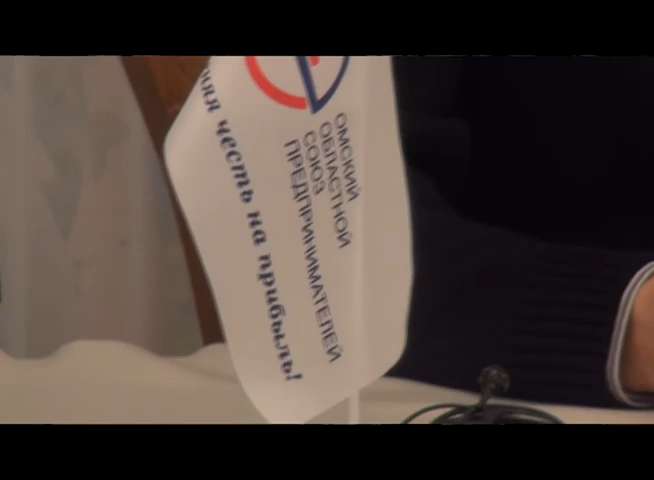 ОМСКИЙ
ОБЛАСТНОЙ
СОЮЗ
ПРЕДПРИНИМАТЕЛЕЙ
честь на прибыль!